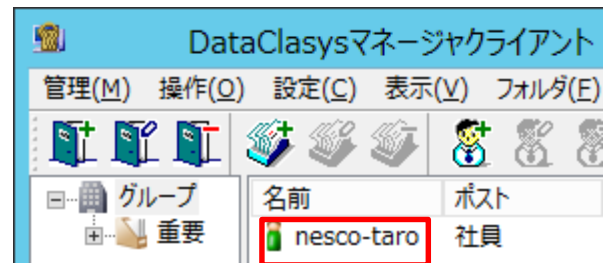 DataClasysマネージャクライアント
管理(M) 操作(O) 設定(C) 表示(V) フォルダ(F)
グループ 名前 ポスト
重要 nesco-taro 社員